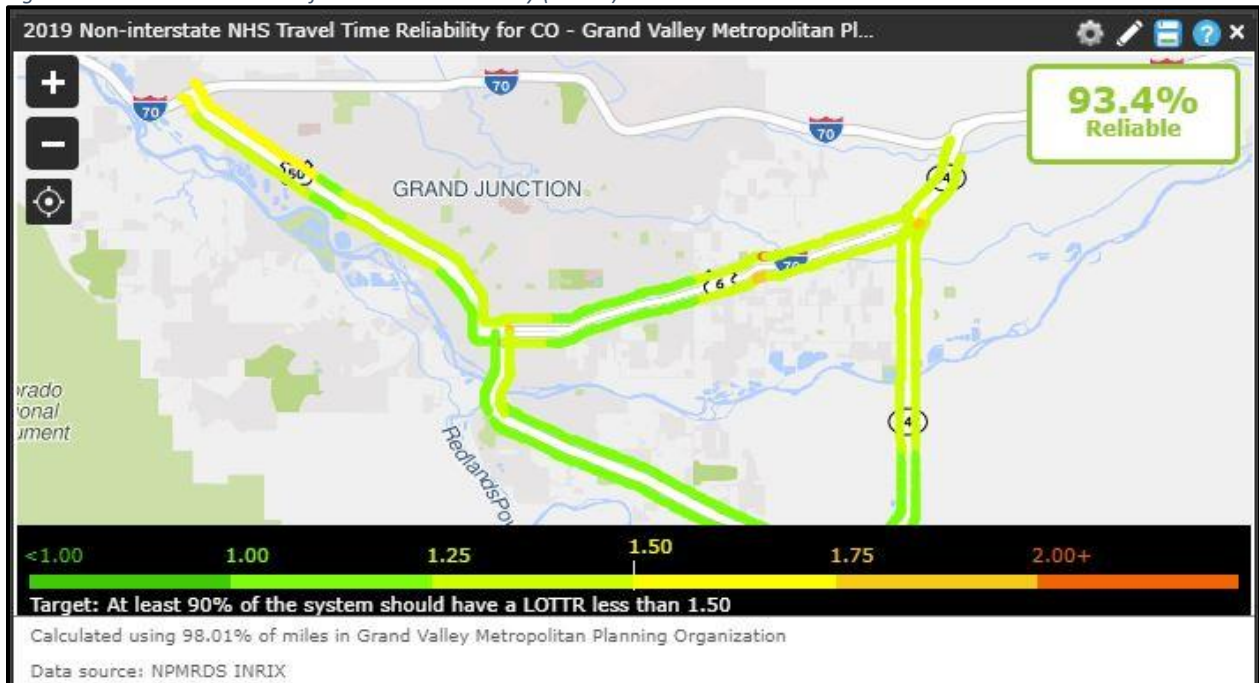 2019 Non-interstate NHS Travel Time Reliability for CO - Grand Valley Metropolitan Pl...
+
93.4%
Reliable
70
70
70
50
GRAND JUNCTION
70
6
4
orado
onal
ument
4
RedlandsPov
<1.00 1.00 1.25 1.50 1.75 2.00+
Target: At least 90% of the system should have a LOTTR less than 1.50
Calculated using 98.01% of miles in Grand Valley Metropolitan Planning Organization
Data source: NPMRDS INRIX